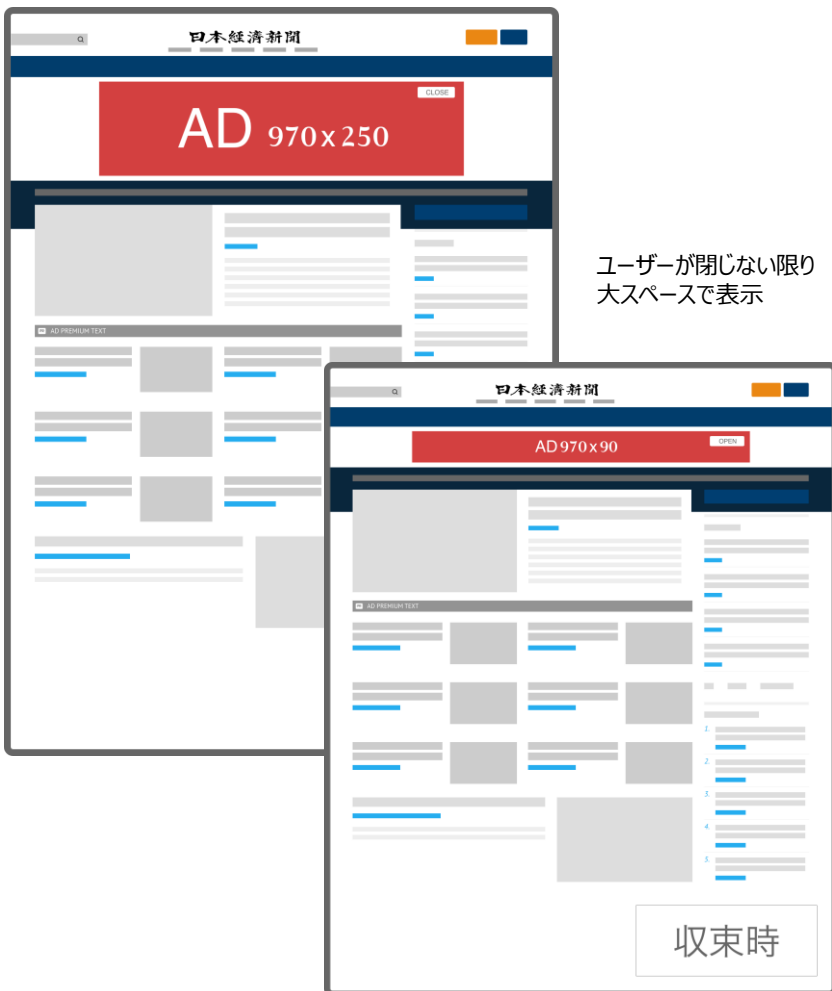 日本経済新聞
CLOSE
AD 970x250
AD PREMIUM TEXT
ユーザーが閉じない限り
大スペースで表示
日本経済新聞
AD 970x90
OPEN
AD PREMIUM TEXT
1.
2.
3.
4.
5.
収束時